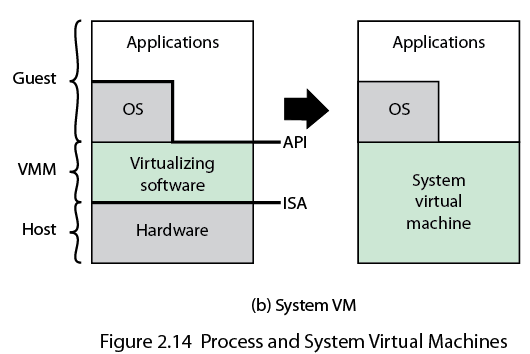 Applications
Guest
OS
API
VMM
Virtualizing
software
ISA
Host
Hardware
Applications
OS
System
virtual
machine
(b) System VM
Figure 2.14 Process and System Virtual Machines